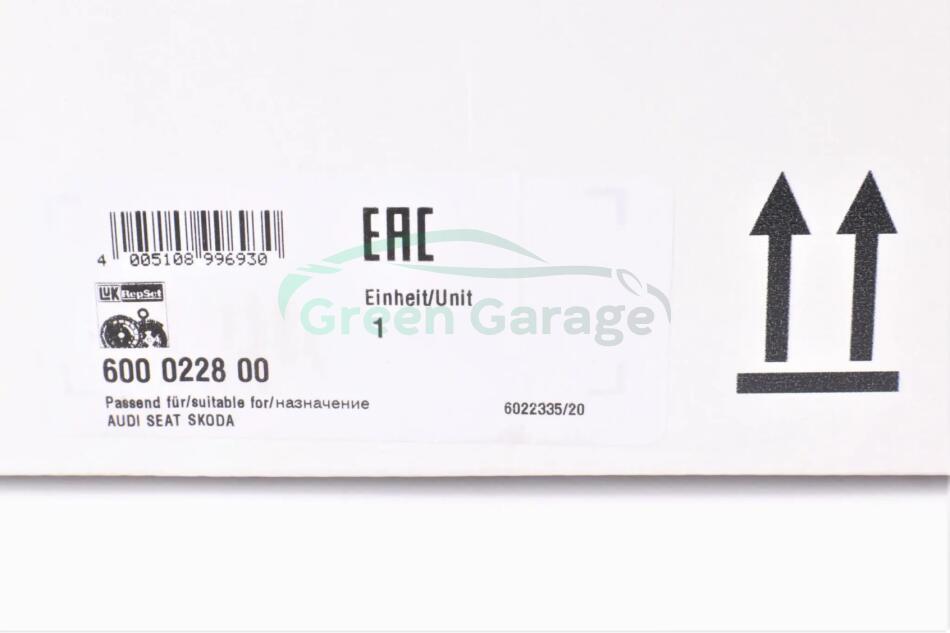 EAC
4 005108 996930
LuK RepSet
Einheit/Unit
1
Green Garage
600 0228 00
Passend für/suitable for/назначение
AUDI SEAT SKODA
6022335/20